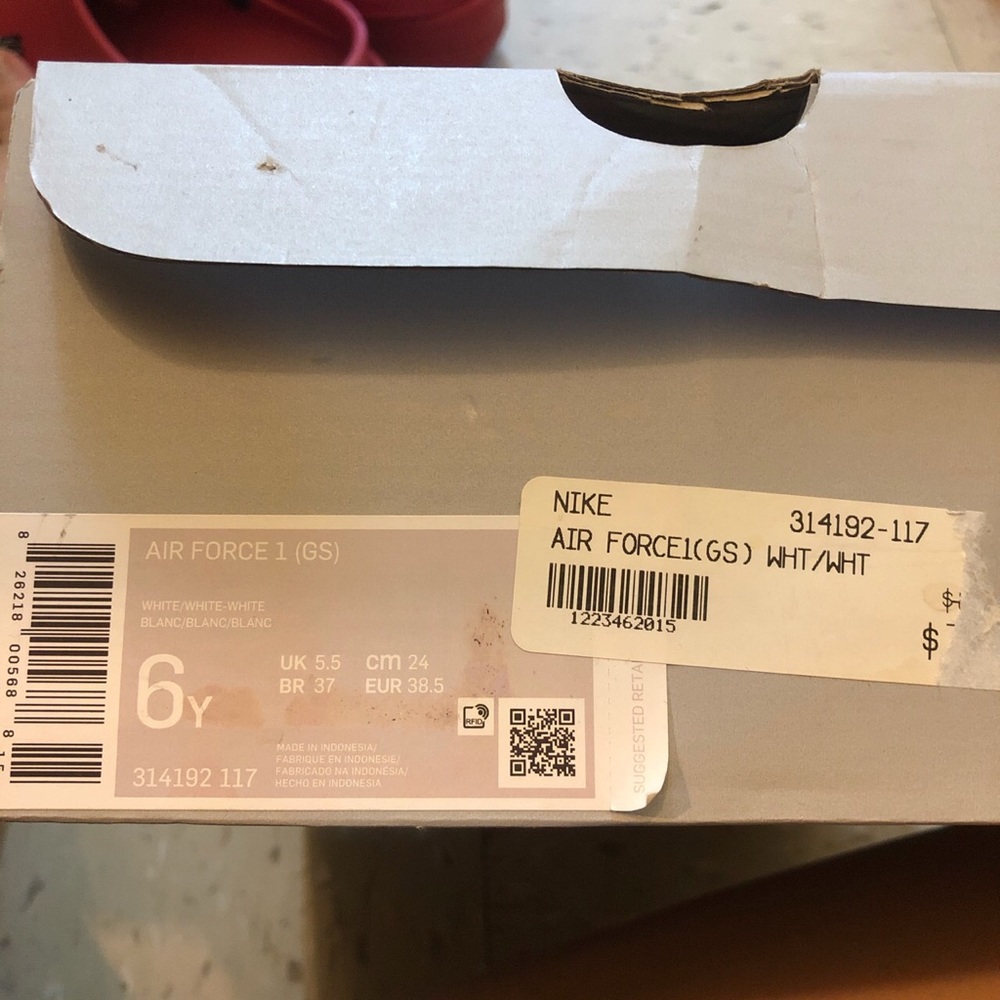 NIKE 314192-117
AIR FORCE1(GS) WHT/WHT
1223462015
$
8 26218 00568 8
AIR FORCE 1 (GS)
WHITE/WHITE-WHITE
BLANC/BLANC/BLANC
6Y
UK 5.5 cm 24
BR 37 EUR 38.5
RFID
MADE IN INDONESIA/
FABRIQUE EN INDONESIE/
FABRICADO NA INDONÉSIA/
HECHO EN INDONESIA
314192 117
SUGGESTED RETA